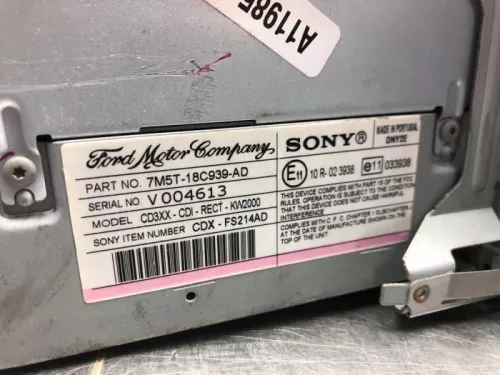 A11985
Ford Motor Company
PART NO. 7M5T-18C939-AD
SERIAL NO. V004613
MODEL CD3XX - CDI - RECT - KW2000
SONY ITEM NUMBER CDX - FS214AD
SONY®
MADE IN PORTUGAL
E11 10 R- 02 3938
e11 033938
THIS DEVICE COMPLIES WITH PART 15 OF THE FCC
RULES. OPERATION IS SUBJECT TO THE CONDITION
THAT THIS DEVICE DOES NOT CAUSE HARMFUL
INTERFERENCE
COMPLIES WITH C. F. C. CHAPTER 1 SUBCHAPTER
AT THE DATE OF MANUFACTURE SHOWN ON THE
TOP OF THE UNIT